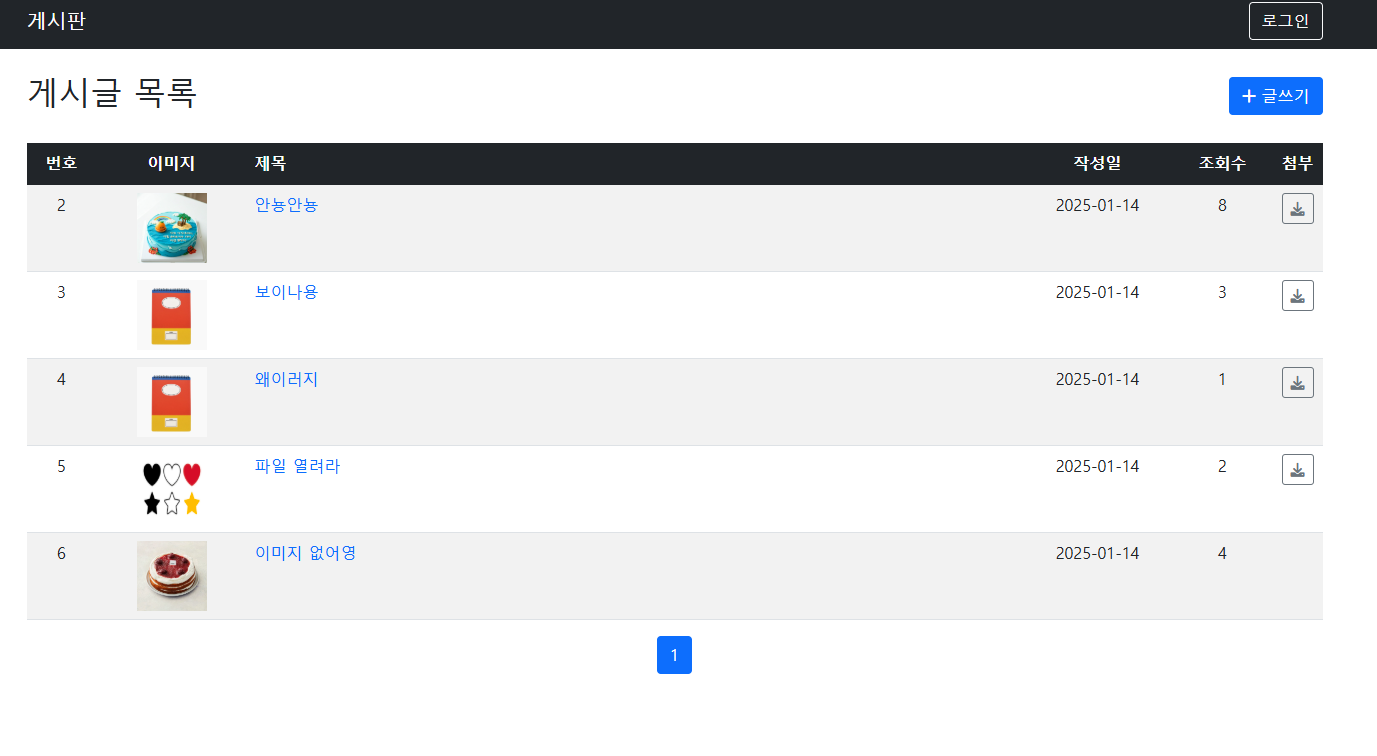 게시판 로그인
게시글 목록
+ 글쓰기
번호 이미지 제목 작성일 조회수 첨부
2 안뇽안뇽 2025-01-14 8
3 보이나용 2025-01-14 3
4 왜이러지 2025-01-14 1
5 파일 열려라 2025-01-14 2
6 이미지 없어영 2025-01-14 4
1